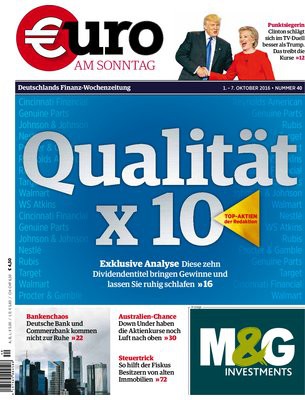 €uro
AM SONNTAG
Punktsiegerin
Clinton schlägt
sich im TV-Duell
besser als Trump.
Das treibt die
Kurse »12
Deutschlands Finanz-Wochenzeitung
1. – 7. OKTOBER 2016 • NUMMER 40
Cincinnati Financial
Genuine Parts
Johnson & Johnson
Nestlé
Walmart
WS Atkins
Qualität
x 10
TOP-AKTIEN
der Redaktion
Exklusive Analyse Diese zehn
Dividendentitel bringen Gewinne und
lassen Sie ruhig schlafen »16
Bankenchaos
Deutsche Bank und
Commerzbank kommen
nicht zur Ruhe »22
Australien-Chance
Down Under haben
die Aktienkurse noch
Luft nach oben »30
Steuertrick
So hilft der Fiskus
Besitzern von alten
Immobilien »72
M&G
INVESTMENTS